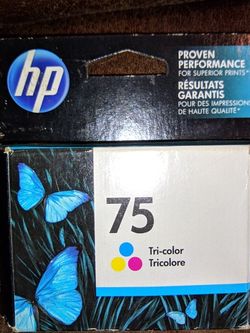 hp
PROVEN
PERFORMANCE
FOR SUPERIOR PRINTS*
RÉSULTATS
GARANTIS
POUR DES IMPRESSIONS
DE HAUTE QUALITÉ*
75
Tri-color
Tricolore